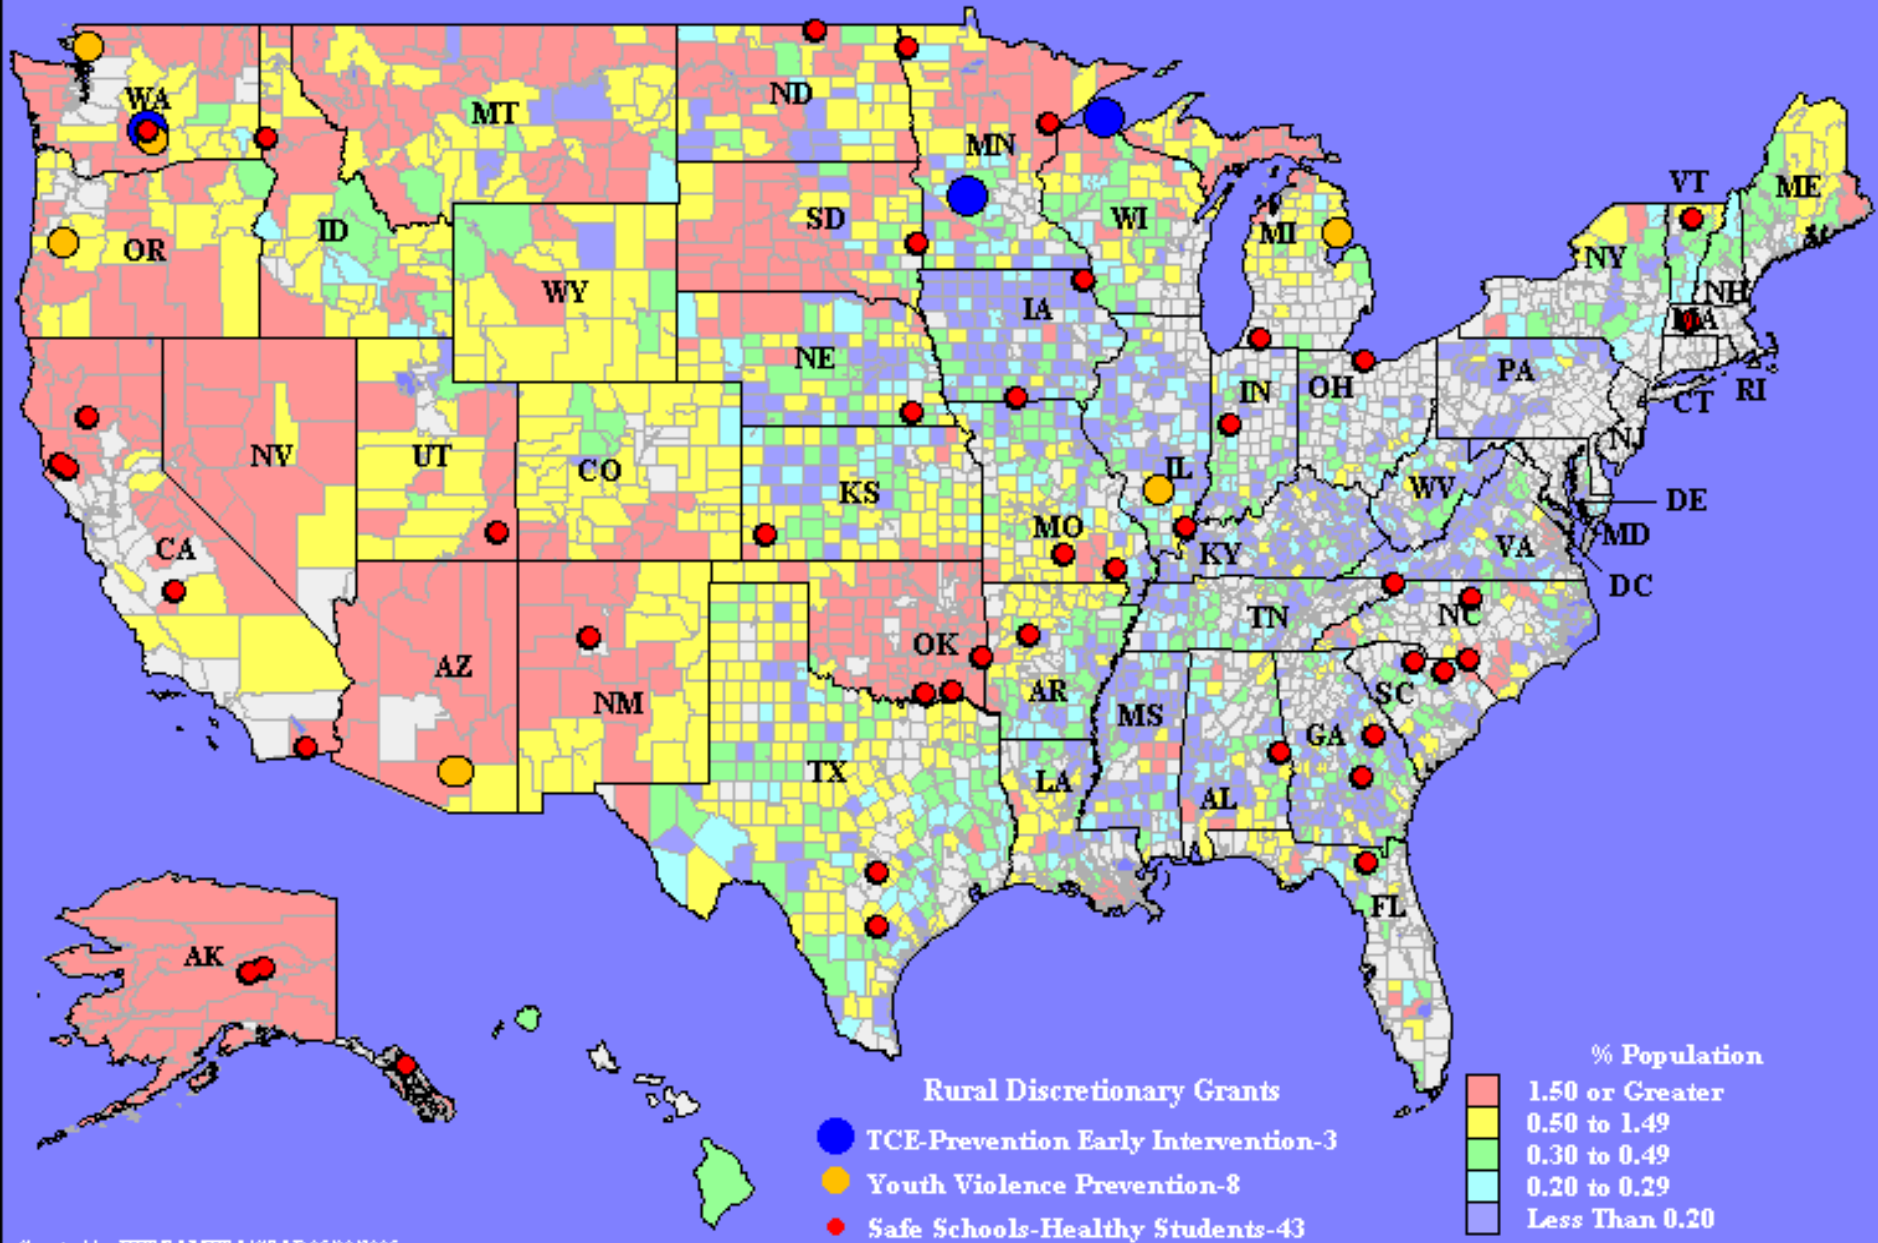 WA
MT
ND
MN
VT
ME
OR
ID
SD
WI
MI
NY
WY
IA
NH
MA
NE
PA
IN
OH
RI
CT
NV
UT
CO
NJ
KS
IL
WV
DE
CA
MO
KY
VA
MD
DC
TN
NC
AZ
OK
NM
AR
MS
SC
GA
TX
LA
AL
FL
AK
% Population
Rural Discretionary Grants
1.50 or Greater
0.50 to 1.49
TCE-Prevention Early Intervention-3
0.30 to 0.49
Youth Violence Prevention-8
0.20 to 0.29
Less Than 0.20
Safe Schools-Healthy Students-43